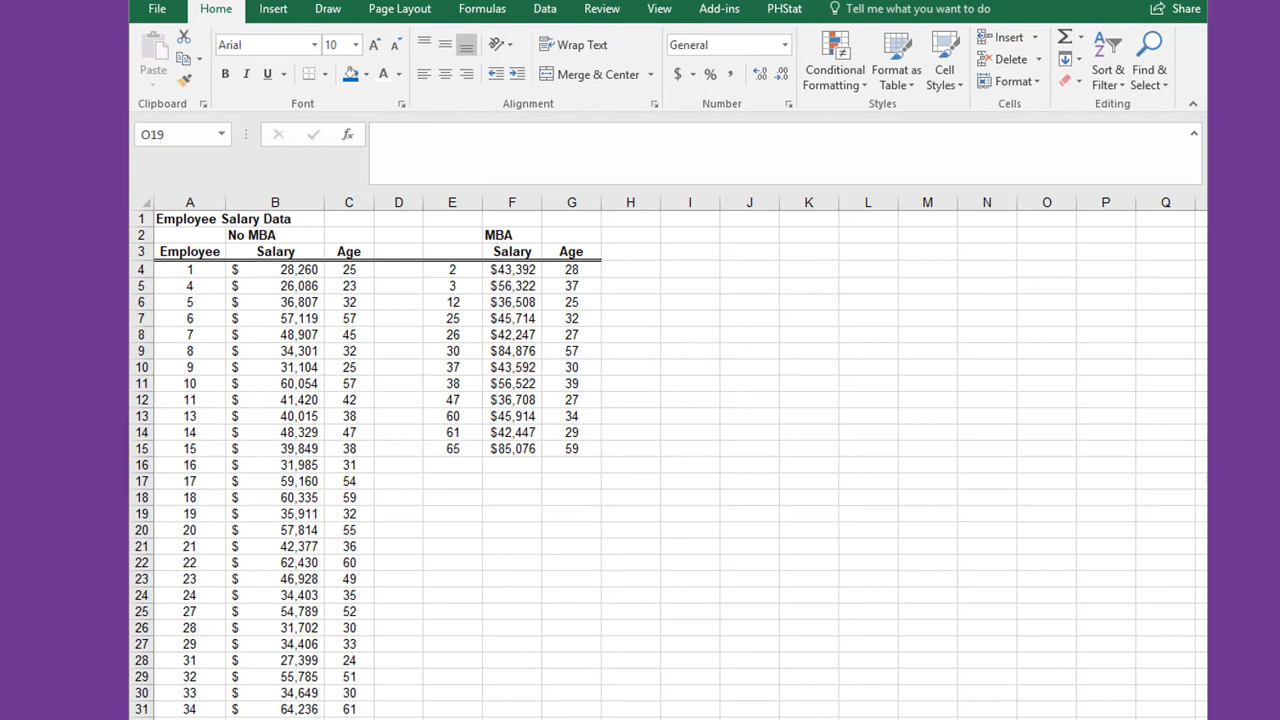 File Home Insert Draw Page Layout Formulas Data Review View Add-ins PHStat Tell me what you want to do Share
Arial 10 Wrap Text General Insert
Paste Conditional Format as Cell Delete Sort & Find &
B I U Merge & Center $ % , Formatting Table Styles Format Filter Select
Clipboard Font Alignment Number Styles Cells Editing
O19 fx
A B C D E F G H I J K L M N O P Q
1 Employee Salary Data
2 No MBA MBA
3 Employee Salary Age Salary Age
4 1 $ 28,260 25 2 $43,392 28
5 4 $ 26,086 23 3 $56,322 37
6 5 $ 36,807 32 12 $36,508 25
7 6 $ 57,119 57 25 $45,714 32
8 7 $ 48,907 45 26 $42,247 27
9 8 $ 34,301 32 30 $84,876 57
10 9 $ 31,104 25 37 $43,592 30
11 10 $ 60,054 57 38 $56,522 39
12 11 $ 41,420 42 47 $36,708 27
13 13 $ 40,015 38 60 $45,914 34
14 14 $ 48,329 47 61 $42,447 29
15 15 $ 39,849 38 65 $85,076 59
16 16 $ 31,985 31
17 17 $ 59,160 54
18 18 $ 60,335 59
19 19 $ 35,911 32
20 20 $ 57,814 55
21 21 $ 42,377 36
22 22 $ 62,430 60
23 23 $ 46,928 49
24 24 $ 34,403 35
25 27 $ 54,789 52
26 28 $ 31,702 30
27 29 $ 34,406 33
28 31 $ 27,399 24
29 32 $ 55,785 51
30 33 $ 34,649 30
31 34 $ 64,236 61